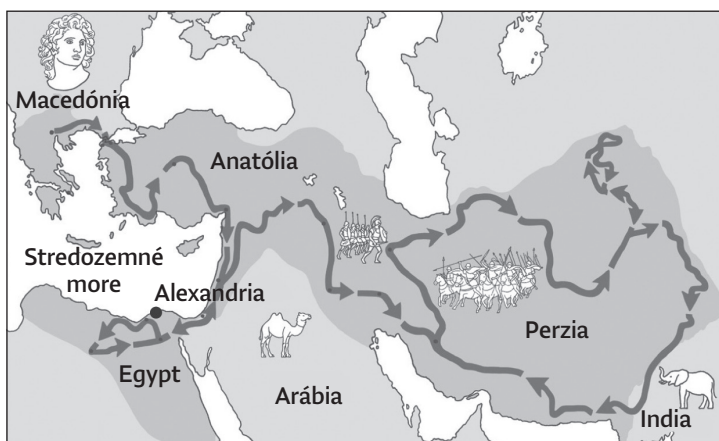 Macedónia
Anatólia
Stredozemné
more
Alexandria
Perzia
Egypt
Arábia
India